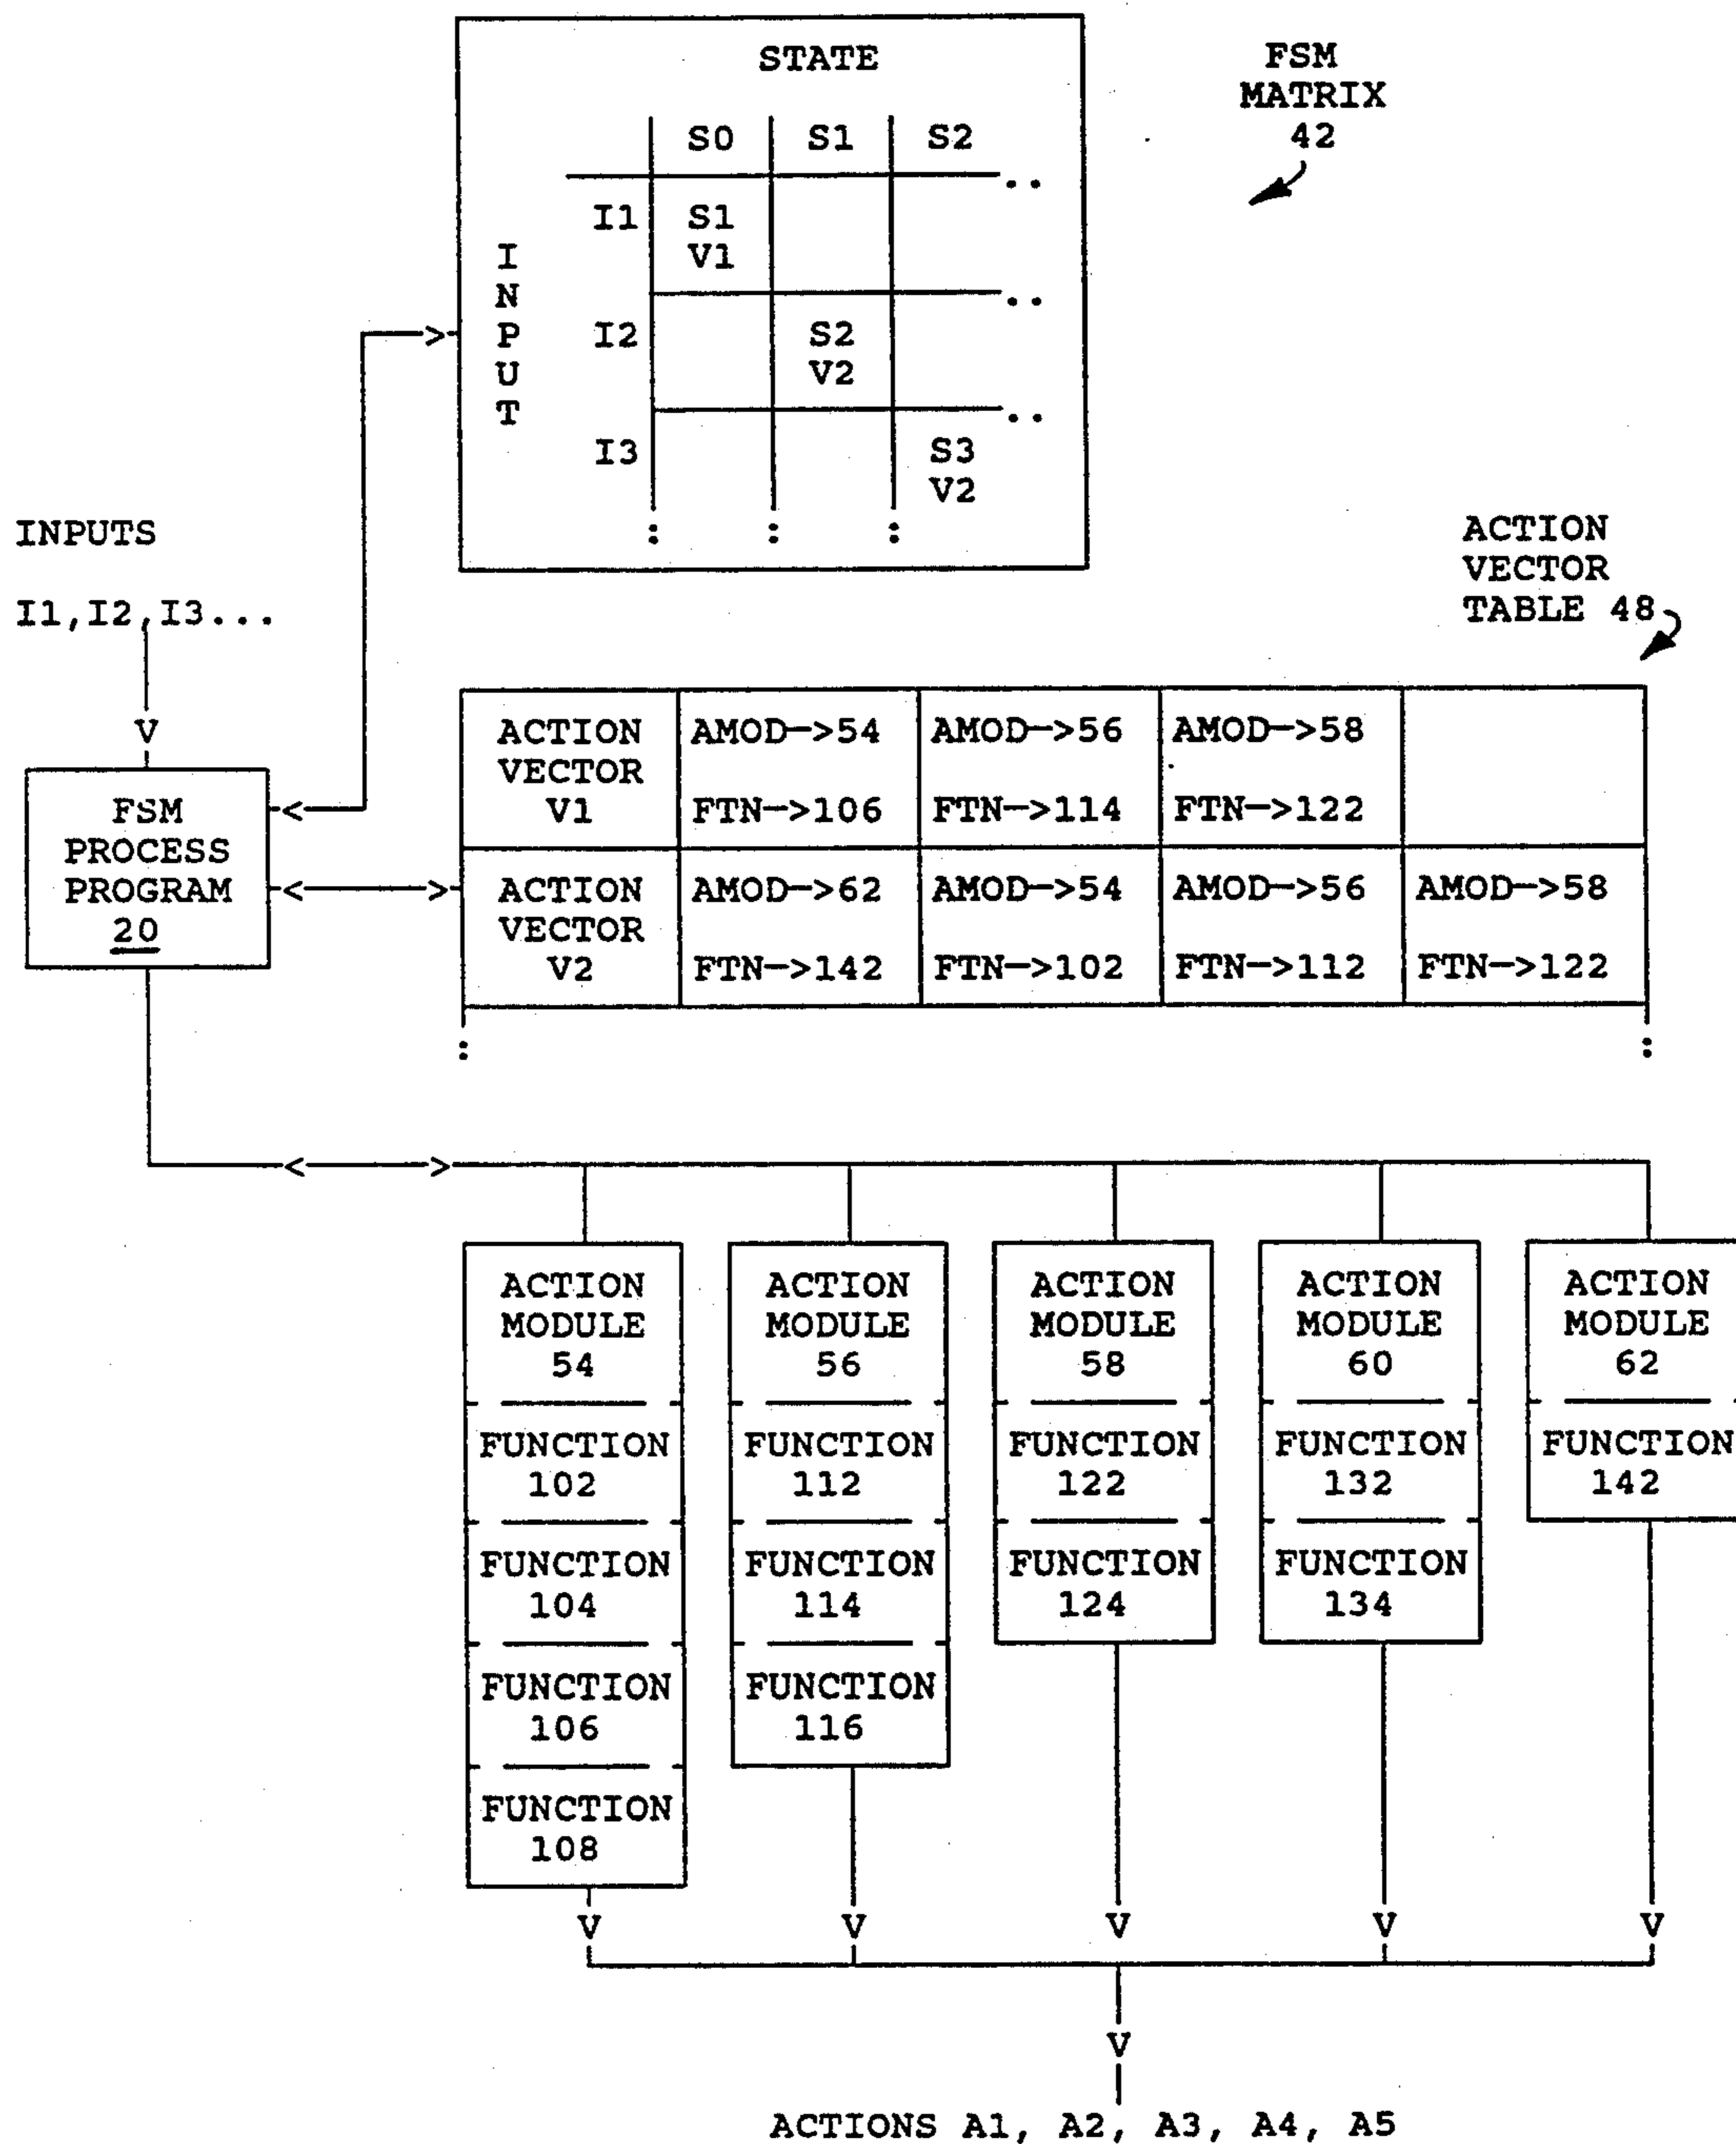 STATE
FSM
MATRIX
42
S0 S1 S2
..
I1 S1
V1
INPUT
..
I2 S2
V2
..
I3 S3
V2
: : :
INPUTS
I1,I2,I3...
V
ACTION
VECTOR
TABLE 48
FSM
PROCESS
PROGRAM
20
<——> 
<——>
ACTION
VECTOR
V1
AMOD—>54 AMOD—>56 AMOD—>58
FTN—>106 FTN—>114 FTN—>122
ACTION
VECTOR
V2
AMOD—>62 AMOD—>54 AMOD—>56 AMOD—>58
FTN—>142 FTN—>102 FTN—>112 FTN—>122
: :
<——>
ACTION
MODULE
54
FUNCTION
102
FUNCTION
104
FUNCTION
106
FUNCTION
108
ACTION
MODULE
56
FUNCTION
112
FUNCTION
114
FUNCTION
116
ACTION
MODULE
58
FUNCTION
122
FUNCTION
124
ACTION
MODULE
60
FUNCTION
132
FUNCTION
134
ACTION
MODULE
62
FUNCTION
142
V V V V V
V
ACTIONS A1, A2, A3, A4, A5